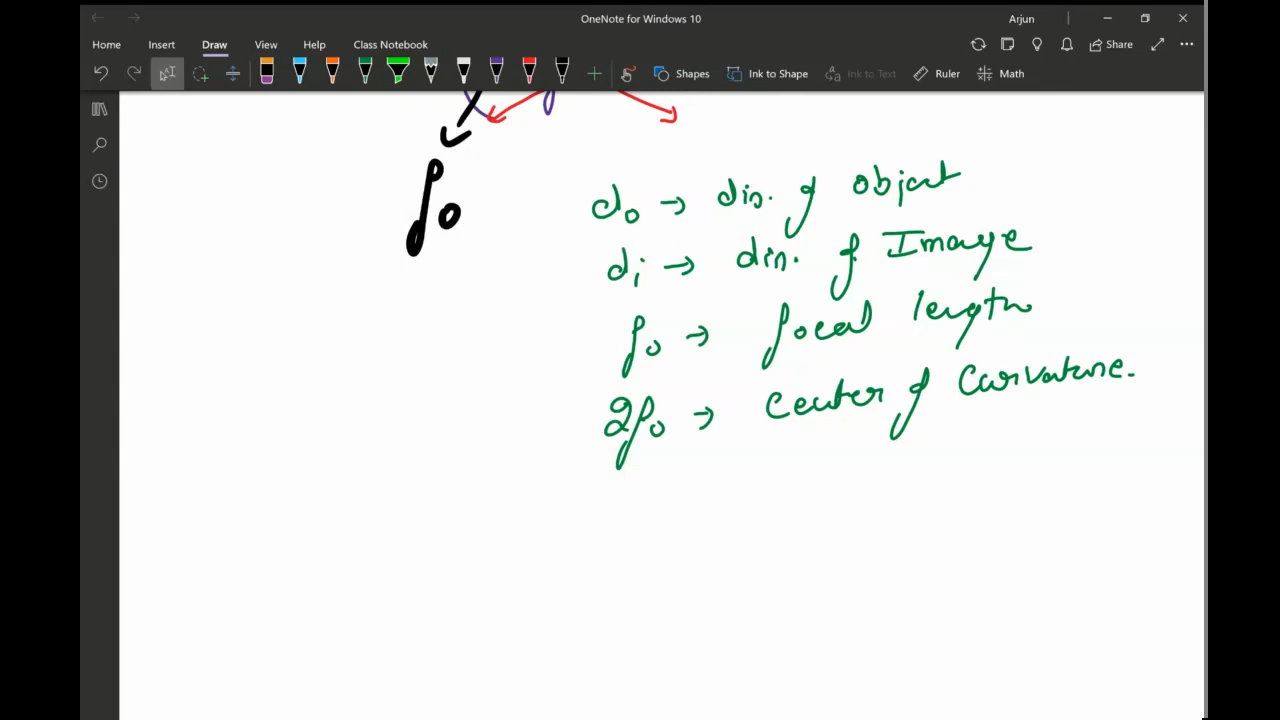 OneNote for Windows 10
Arjun
Home Insert Draw View Help Class Notebook
Share
Shapes Ink to Shape Ink to Text Ruler Math
fo
do → dis. of object
di → dis. of Image
fo → focal length
2fo → Center of Curvature.